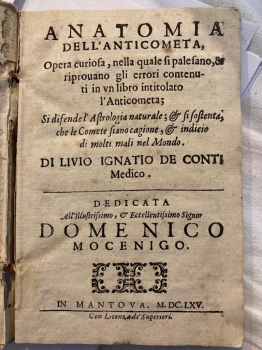 ANATOMIA
DELL'ANTICOMETA,
Opera curiosa, nella quale si palesano, &
riprouano gli errori contenu-
ti in vn libro intitolato
l'Anticometa;
Si difende l'Astrologia naturale; & si sostenta,
che le Comete siano cagione, & indicio
di molti mali nel Mondo.
DI LIVIO IGNATIO DE CONTI
Medico.
DEDICATA
All'Illustrissimo, & Eccellentissimo Signor
DOMENICO
MOCENIGO.
IN MANTOVA, M.DC.LXV.
Con Licenza de' Superiori.